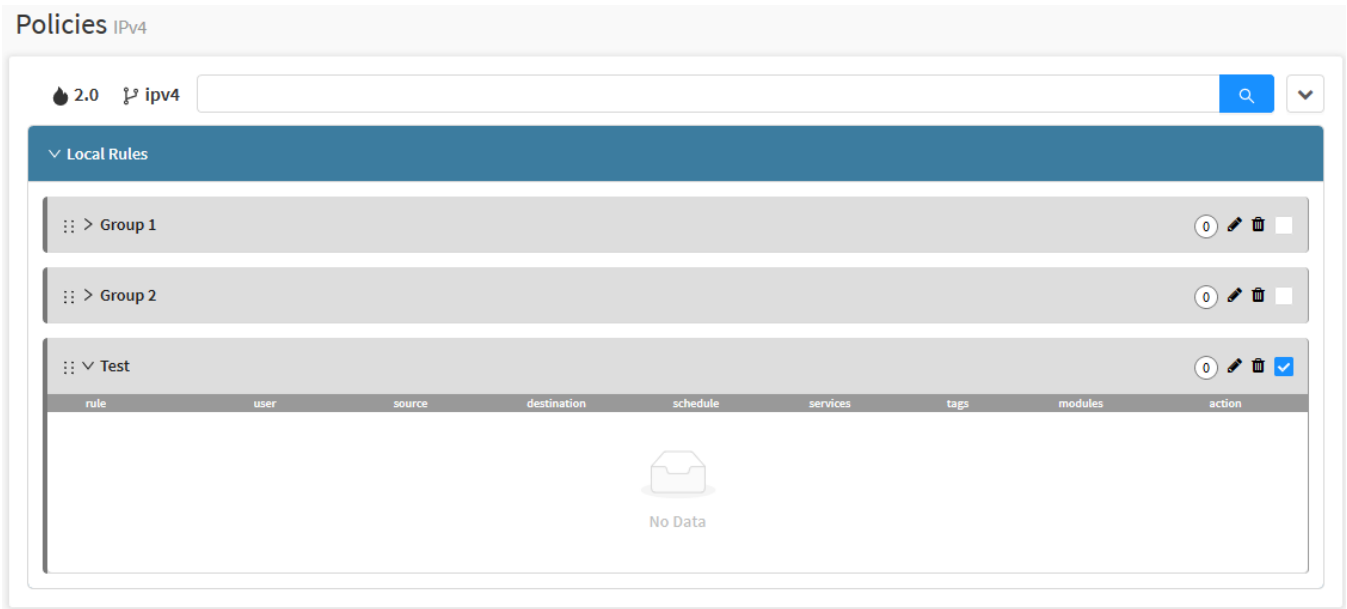 Policies IPv4
2.0 ipv4
Local Rules
Group 1 0
Group 2 0
Test 0
rule user source destination schedule services tags modules action
No Data